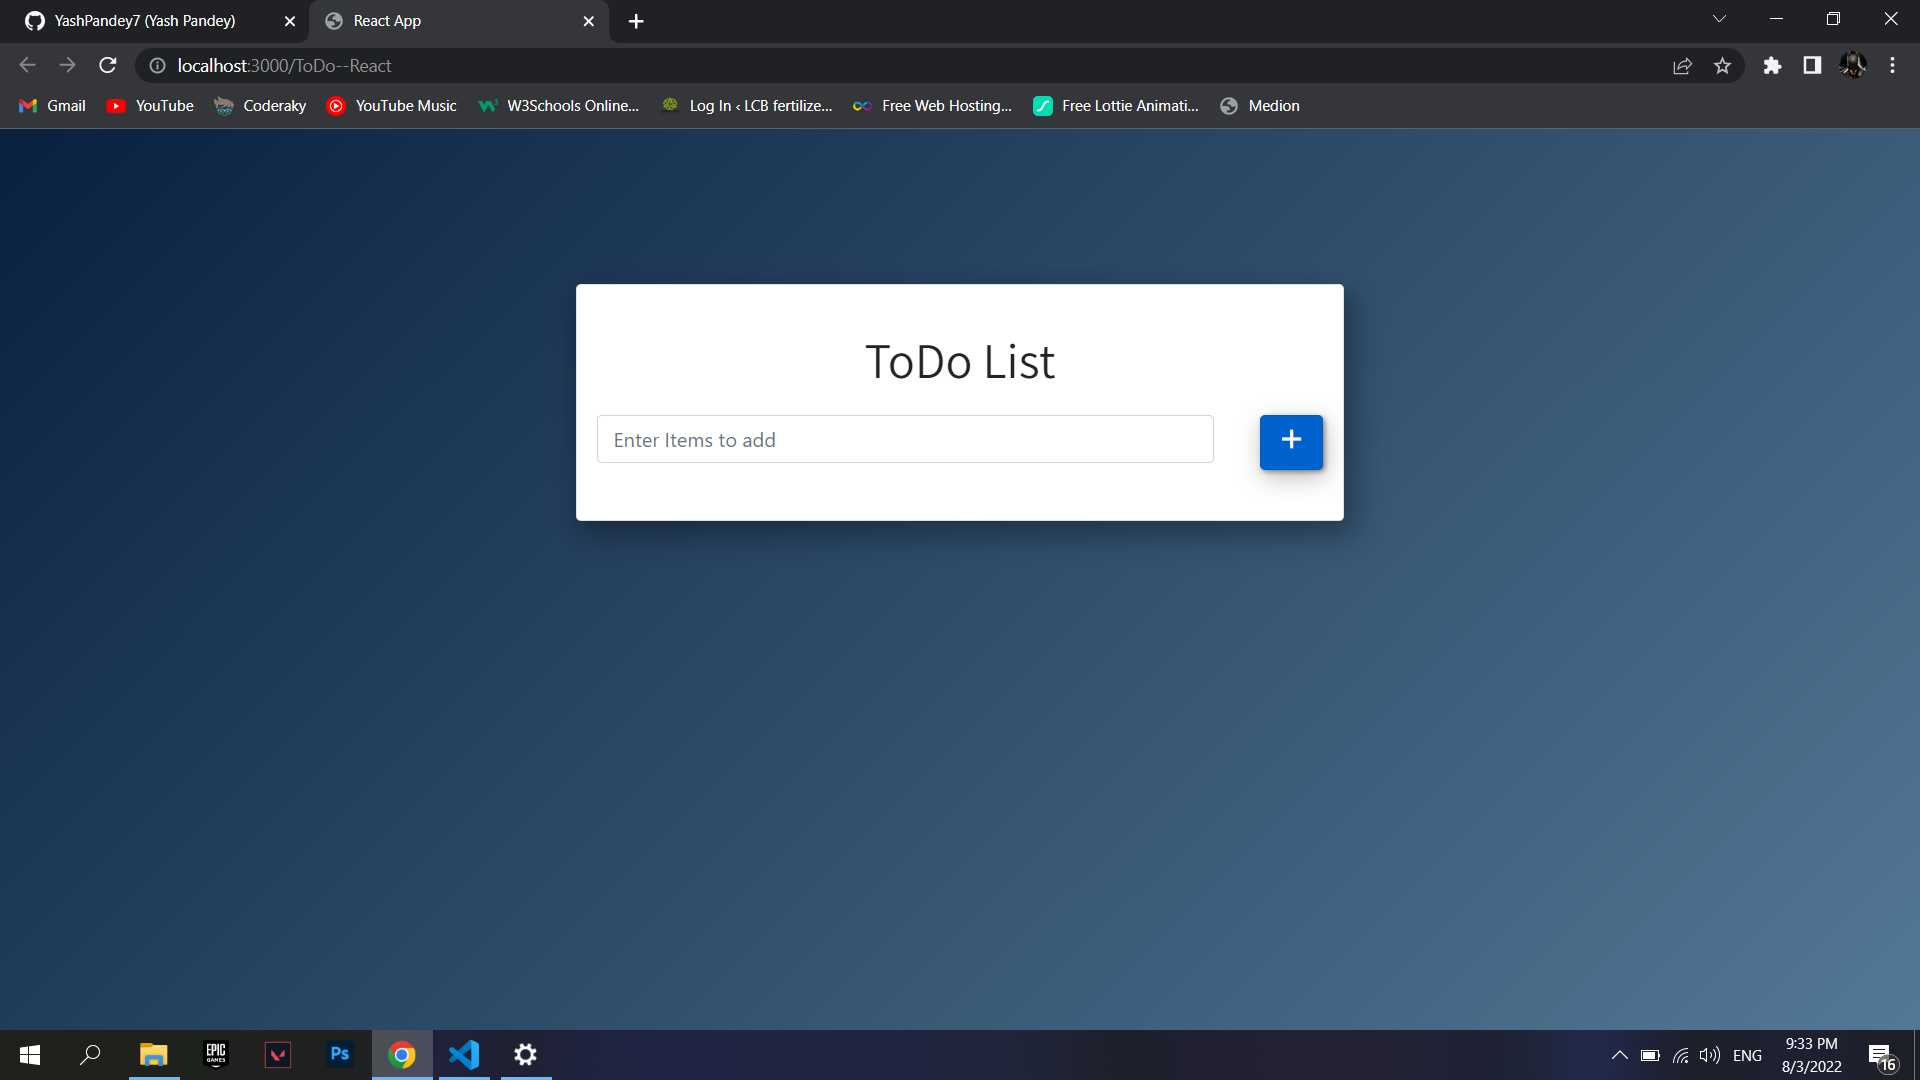 YashPandey7 (Yash Pandey)
React App
localhost:3000/ToDo--React
Gmail
YouTube
Coderaky
YouTube Music
W3Schools Online...
Log In ‹ LCB fertilize...
Free Web Hosting...
Free Lottie Animati...
Medion
ToDo List
Enter Items to add
+
EPIC
GAMES
Ps
ENG
9:33 PM
8/3/2022
16